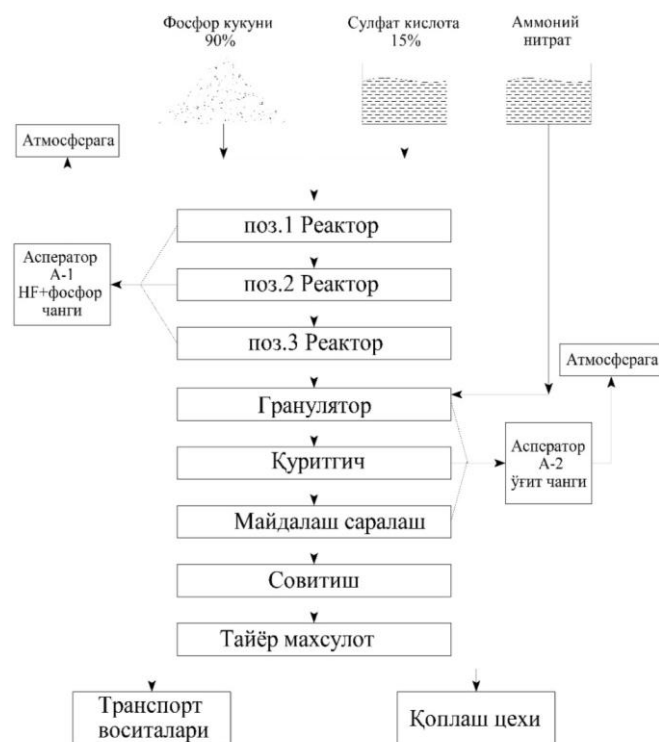 Фосфор кукуни
90%
Сулфат кислота
15%
Аммоний
нитрат
Атмосферага
поз.1 Реактор
Асператор
А-1
HF+фосфор
чанги
поз.2 Реактор
поз.3 Реактор
Атмосферага
Гранулятор
Қуритгич
Асператор
А-2
ўғит чанги
Майдалаш саралаш
Совитиш
Тайёр махсулот
Транспорт
воситалари
Қоплаш цехи